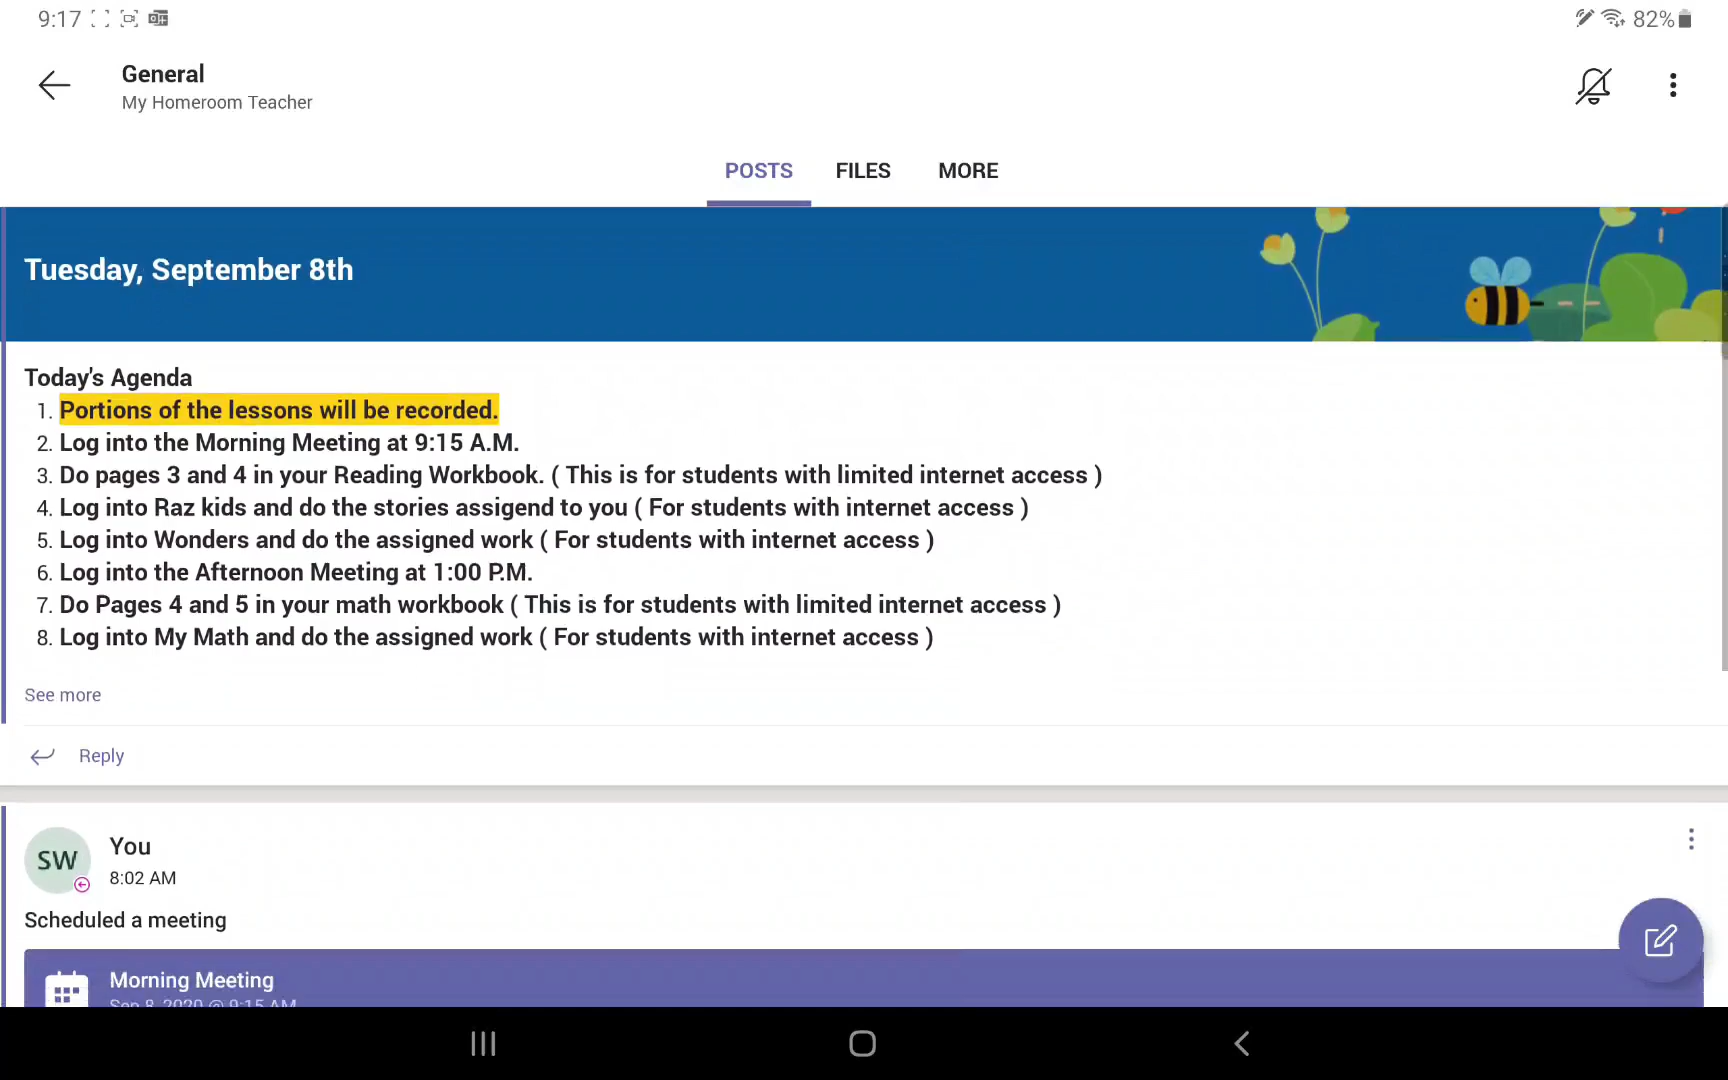 9:17 82%
General
My Homeroom Teacher
POSTS FILES MORE
Tuesday, September 8th
Today's Agenda
1. Portions of the lessons will be recorded.
2. Log into the Morning Meeting at 9:15 A.M.
3. Do pages 3 and 4 in your Reading Workbook. ( This is for students with limited internet access )
4. Log into Raz kids and do the stories assigend to you ( For students with internet access )
5. Log into Wonders and do the assigned work ( For students with internet access )
6. Log into the Afternoon Meeting at 1:00 P.M.
7. Do Pages 4 and 5 in your math workbook ( This is for students with limited internet access )
8. Log into My Math and do the assigned work ( For students with internet access )
See more
Reply
SW You
8:02 AM
Scheduled a meeting
Morning Meeting
Sep 8, 2020 @ 9:15 AM